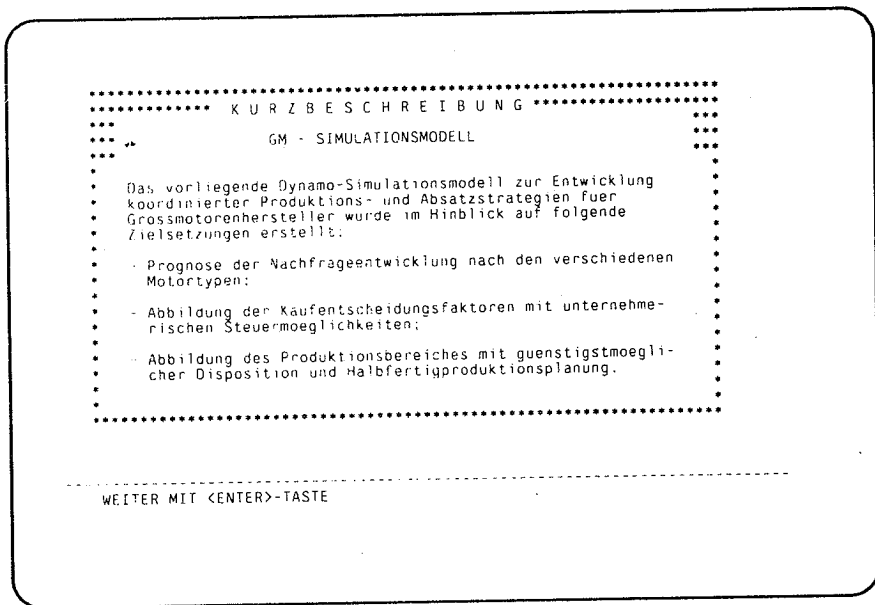 K U R Z B E S C H R E I B U N G
GM - SIMULATIONSMODELL
Das vorliegende Dynamo-Simulationsmodell zur Entwicklung
koordinierter Produktions- und Absatzstrategien fuer
Grossmotorenhersteller wurde im Hinblick auf folgende
Zielsetzungen erstellt:
- Prognose der Nachfrageentwicklung nach den verschiedenen
Motortypen;
- Abbildung der Kaufentscheidungsfaktoren mit unternehme-
rischen Steuermoeglichkeiten;
- Abbildung des Produktionsbereiches mit guenstigstmoegli-
cher Disposition und Halbfertigproduktionsplanung.
WEITER MIT <ENTER>-TASTE